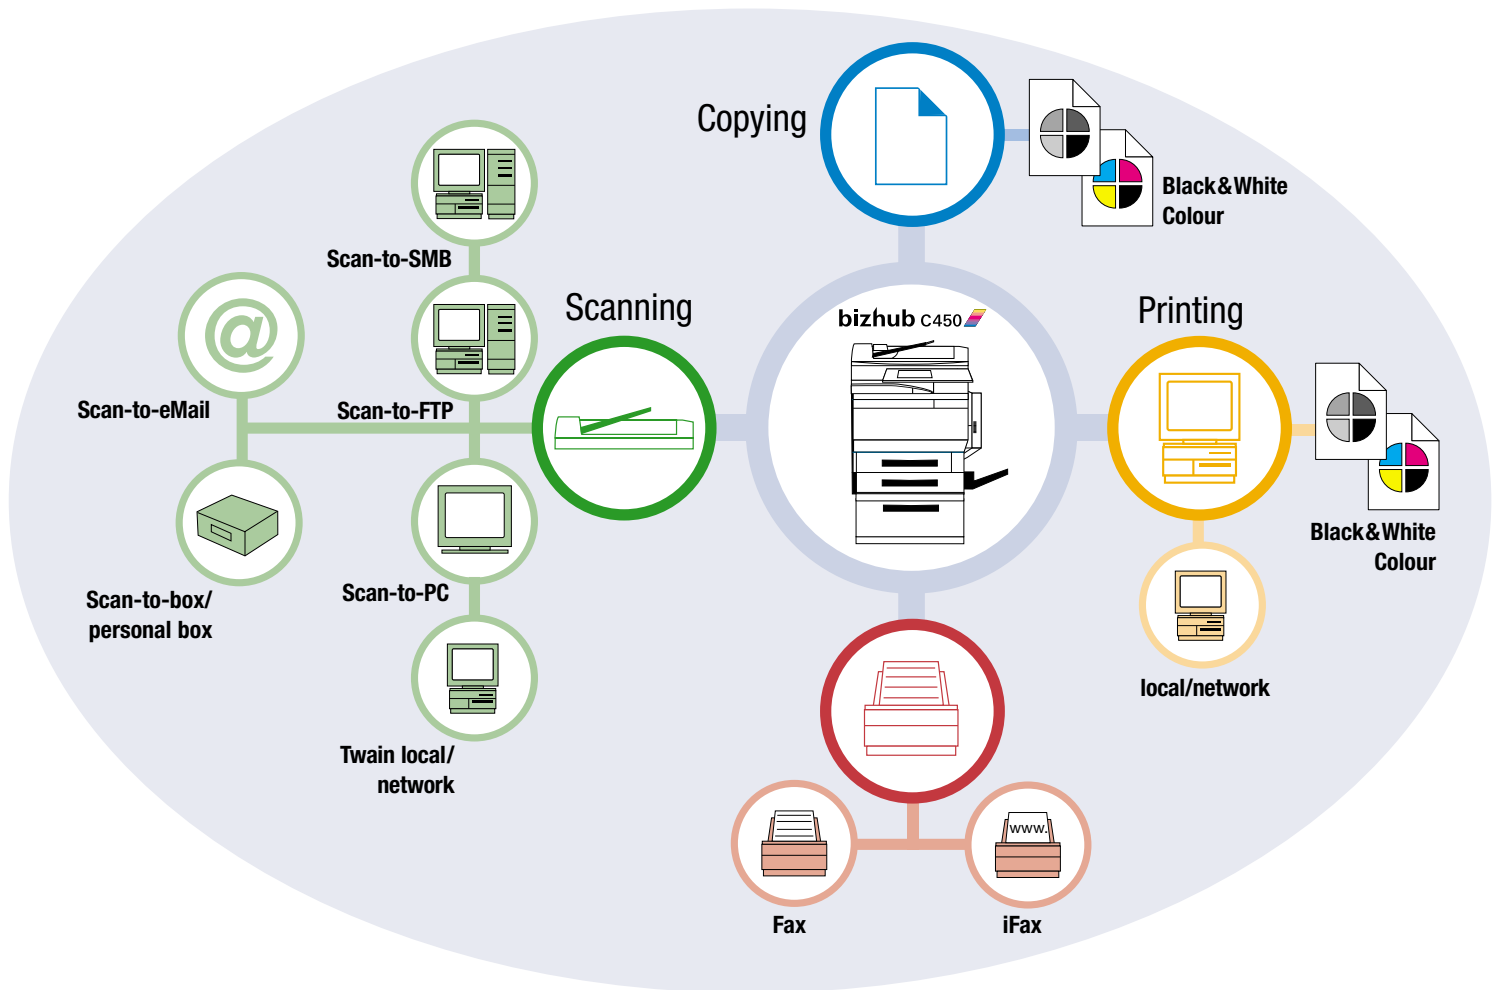 Copying
Black&White
Colour
Scan-to-SMB
Scanning
bizhub C450
Printing
Scan-to-eMail
Scan-to-FTP
Black&White
Colour
Scan-to-box/
personal box
Scan-to-PC
local/network
Twain local/
network
www.
Fax
iFax
@